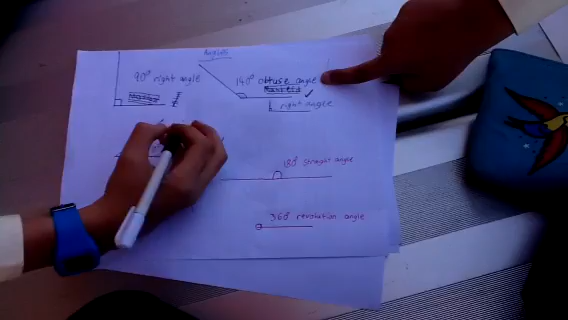 Angles
90° right angle
140° obtuse angle
right angle
180° straight angle
360° revolution angle